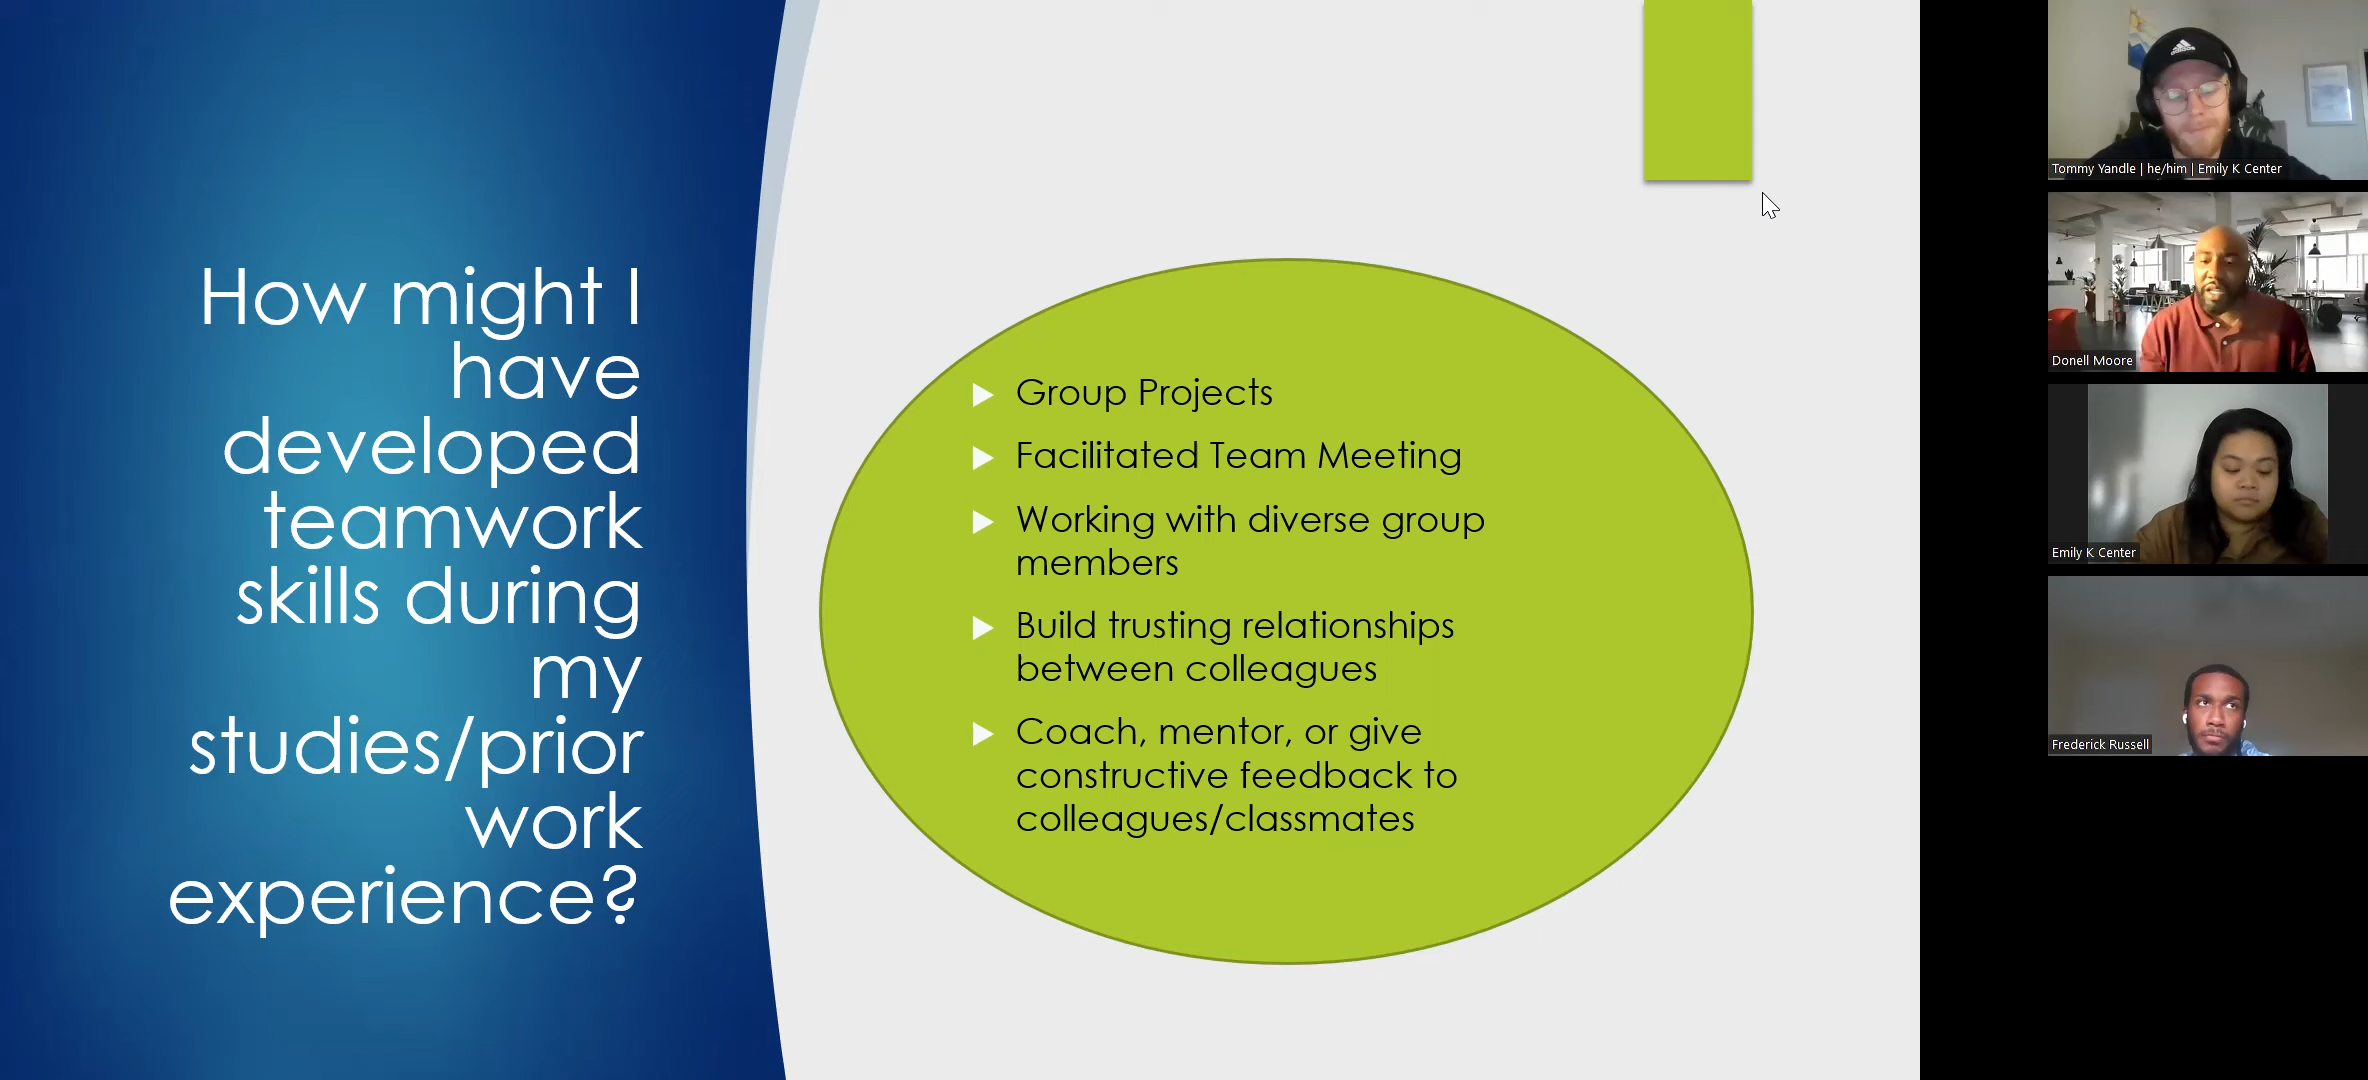 How might I
have
developed
teamwork
skills during
my
studies/prior
work
experience?
Group Projects
Facilitated Team Meeting
Working with diverse group
members
Build trusting relationships
between colleagues
Coach, mentor, or give
constructive feedback to
colleagues/classmates
adidas
Tommy Yandle | he/him | Emily K Center
Donell Moore
Emily K Center
Frederick Russell